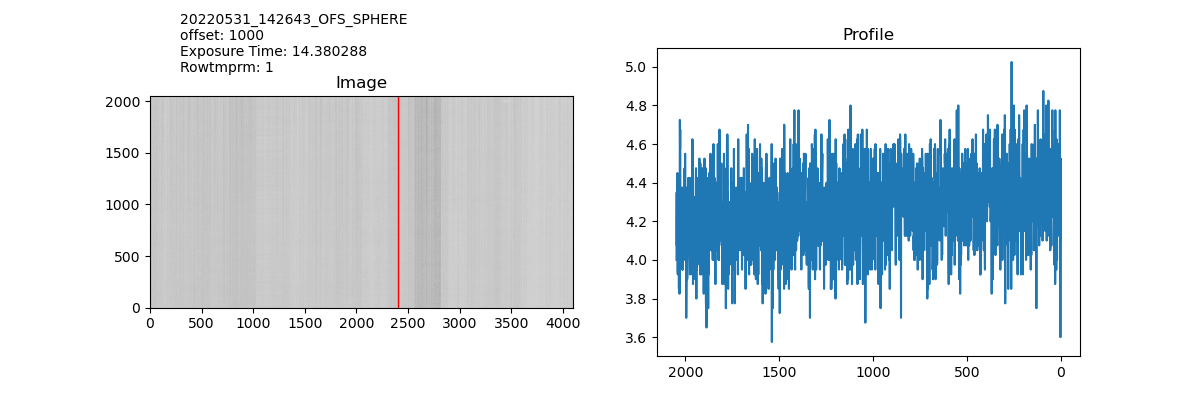 20220531_142643_OFS_SPHERE
offset: 1000
Exposure Time: 14.380288
Rowtmprm: 1
Image
2000
1500
1000
500
0
0 500 1000 1500 2000 2500 3000 3500 4000
Profile
5.0
4.8
4.6
4.4
4.2
4.0
3.8
3.6
2000 1500 1000 500 0